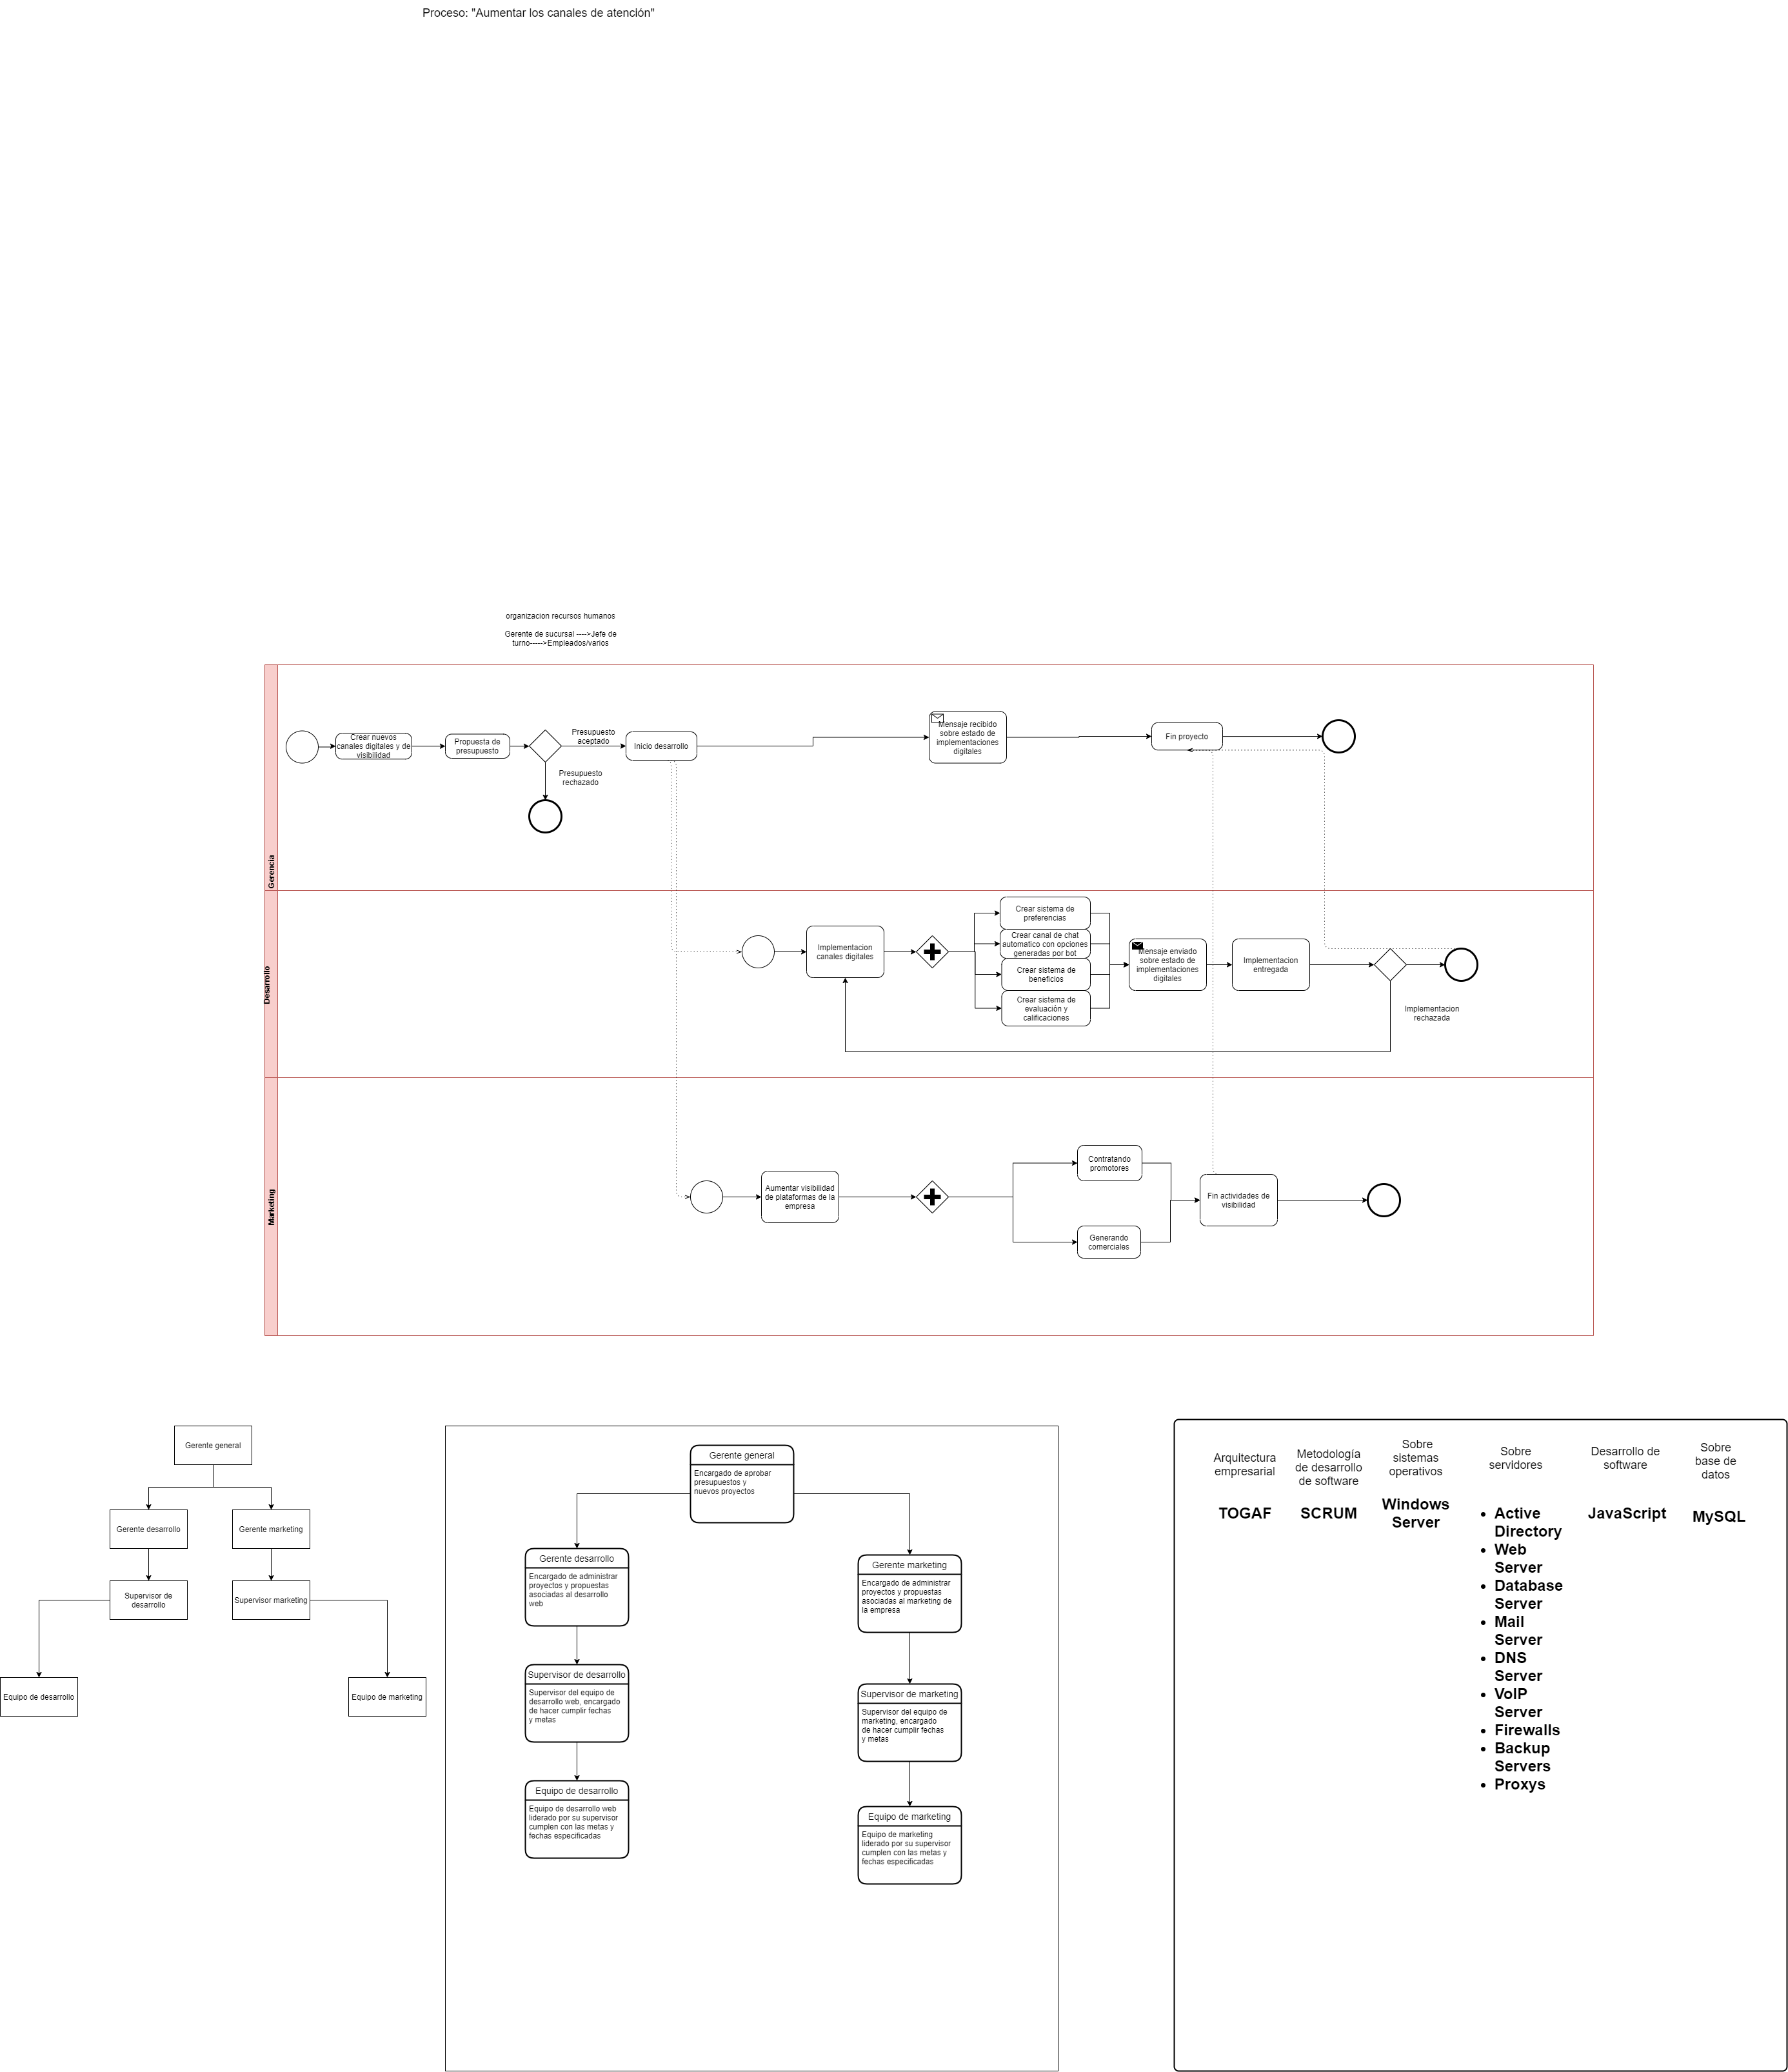 Proceso: "Aumentar los canales de atención"
organizacion recursos humanos
Gerente de sucursal ---->Jefe de
turno----->Empleados/varios
Gerencia
Crear nuevos
canales digitales y de
visibilidad
Propuesta de
presupuesto
Presupuesto
aceptado
Presupuesto
rechazado
Inicio desarrollo
Mensaje recibido
sobre estado de
implementaciones
digitales
Fin proyecto
Desarrollo
Implementacion
canales digitales
Crear sistema de
preferencias
Crear canal de chat
automatico con opciones
generadas por bot
Crear sistema de
beneficios
Crear sistema de
evaluación y
calificaciones
Mensaje enviado
sobre estado de
implementaciones
digitales
Implementacion
entregada
Implementacion
rechazada
Marketing
Aumentar visibilidad
de plataformas de la
empresa
Contratando
promotores
Generando
comerciales
Fin actividades de
visibilidad
Gerente general
Gerente desarrollo
Gerente marketing
Supervisor de
desarrollo
Supervisor marketing
Equipo de desarrollo
Equipo de marketing
Gerente general
Encargado de aprobar
presupuestos y
nuevos proyectos
Gerente desarrollo
Encargado de administrar
proyectos y propuestas
asociadas al desarrollo
web
Gerente marketing
Encargado de administrar
proyectos y propuestas
asociadas al marketing de
la empresa
Supervisor de desarrollo
Supervisor del equipo de
desarrollo web, encargado
de hacer cumplir fechas
y metas
Supervisor de marketing
Supervisor del equipo de
marketing, encargado
de hacer cumplir fechas
y metas
Equipo de desarrollo
Equipo de desarrollo web
liderado por su supervisor
cumplen con las metas y
fechas especificadas
Equipo de marketing
Equipo de marketing
liderado por su supervisor
cumplen con las metas y
fechas especificadas
Arquitectura
empresarial
TOGAF
Metodología
de desarrollo
de software
SCRUM
Sobre
sistemas
operativos
Windows
Server
Sobre
servidores
• Active
Directory
• Web
Server
• Database
Server
• Mail
Server
• DNS
Server
• VoIP
Server
• Firewalls
• Backup
Servers
• Proxys
Desarrollo de
software
JavaScript
Sobre
base de
datos
MySQL